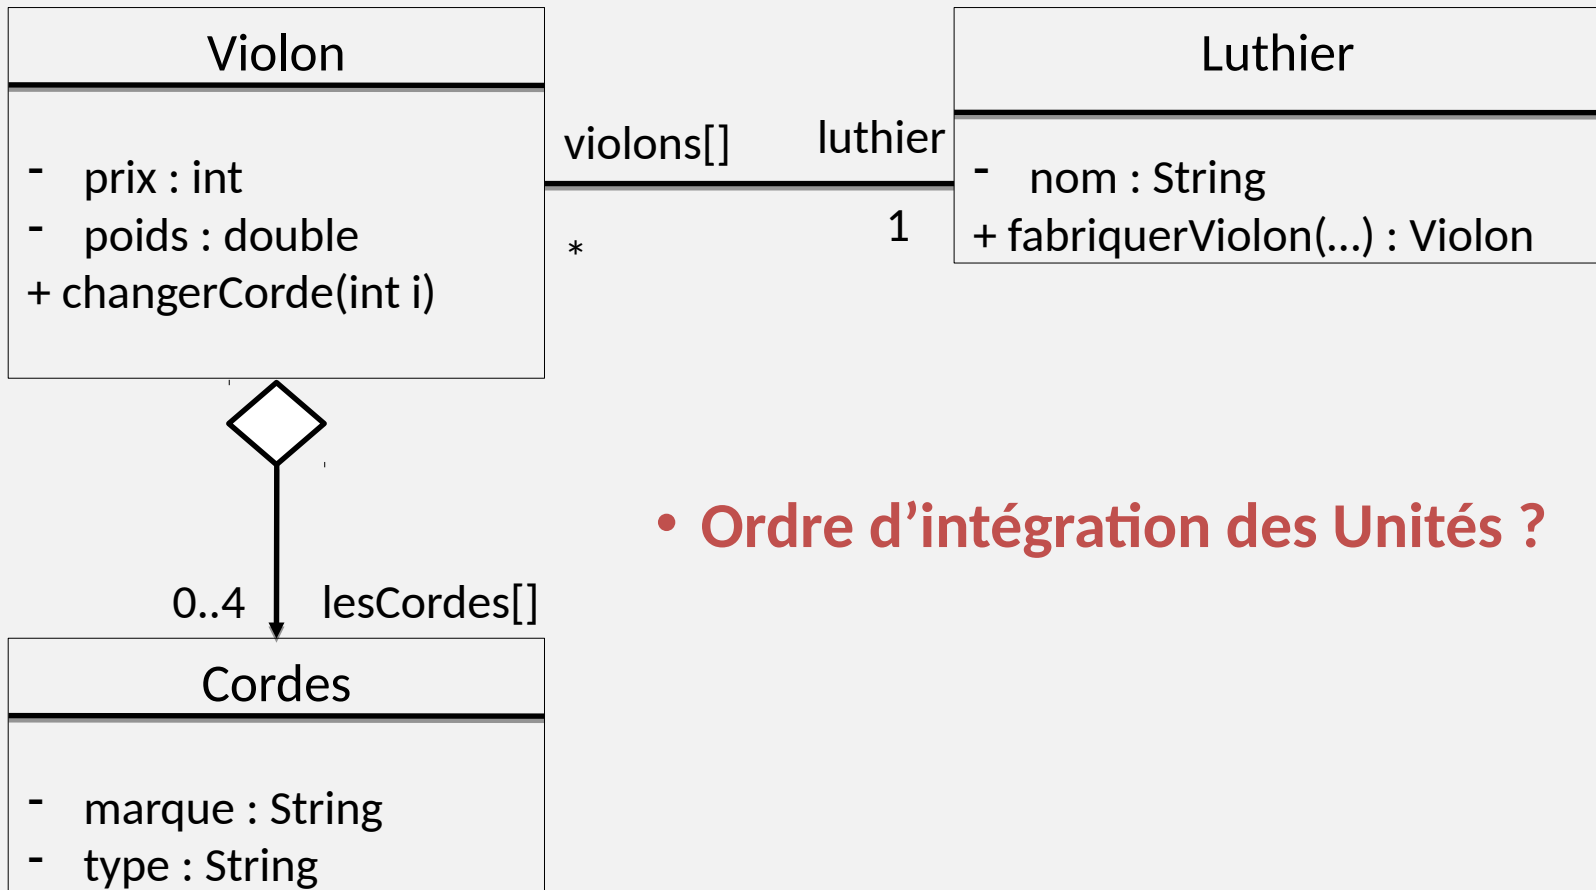 Violon
- prix : int
- poids : double
+ changerCorde(int i)
violons[]
*
luthier
1
Luthier
- nom : String
+ fabriquerViolon(...) : Violon
0..4
lesCordes[]
• Ordre d’intégration des Unités ?
Cordes
- marque : String
- type : String